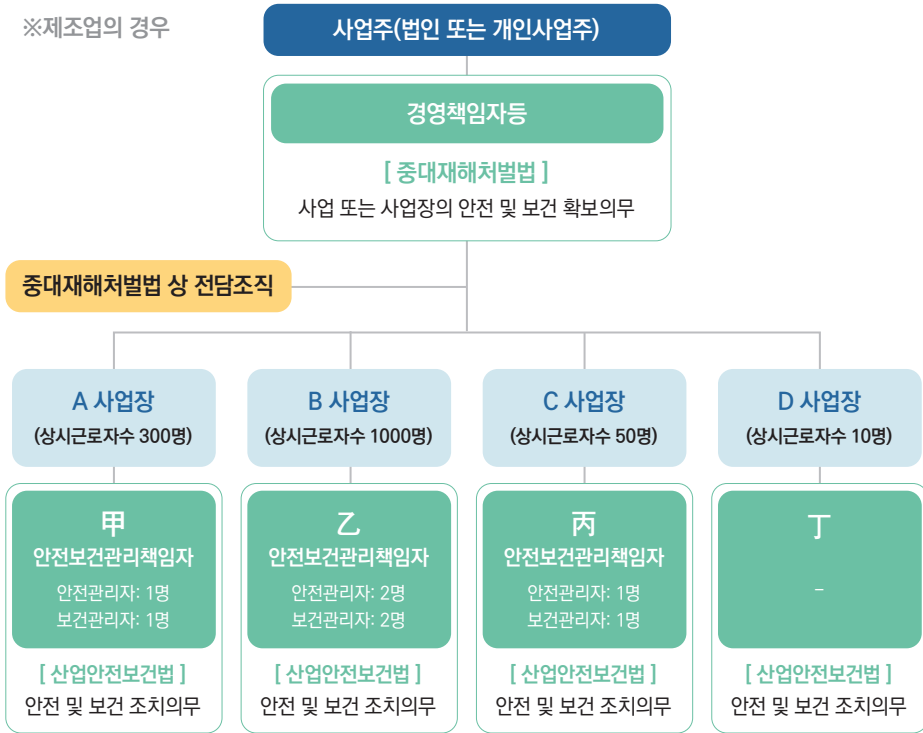 ※제조업의 경우
사업주(법인 또는 개인사업주)
경영책임자등
[ 중대재해처벌법 ]
사업 또는 사업장의 안전 및 보건 확보의무
중대재해처벌법 상 전담조직
A 사업장
(상시근로자수 300명)
B 사업장
(상시근로자수 1000명)
C 사업장
(상시근로자수 50명)
D 사업장
(상시근로자수 10명)
甲
안전보건관리책임자
안전관리자: 1명
보건관리자: 1명
[ 산업안전보건법 ]
안전 및 보건 조치의무
乙
안전보건관리책임자
안전관리자: 2명
보건관리자: 2명
[ 산업안전보건법 ]
안전 및 보건 조치의무
丙
안전보건관리책임자
안전관리자: 1명
보건관리자: 1명
[ 산업안전보건법 ]
안전 및 보건 조치의무
丁
-
[ 산업안전보건법 ]
안전 및 보건 조치의무